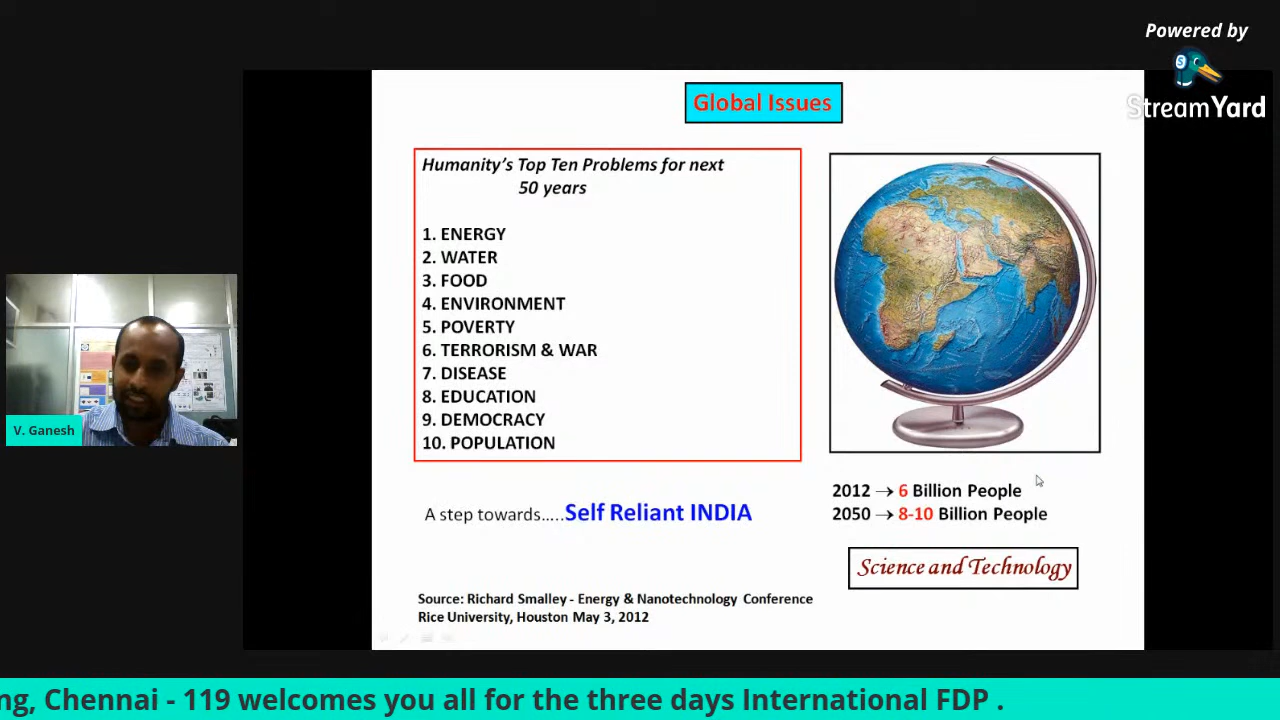 Powered by
StreamYard
Global Issues
Humanity's Top Ten Problems for next
50 years
1. ENERGY
2. WATER
3. FOOD
4. ENVIRONMENT
5. POVERTY
6. TERRORISM & WAR
7. DISEASE
8. EDUCATION
9. DEMOCRACY
10. POPULATION
V. Ganesh
2012 → 6 Billion People
2050 → 8-10 Billion People
A step towards…..Self Reliant INDIA
Science and Technology
Source: Richard Smalley - Energy & Nanotechnology Conference
Rice University, Houston May 3, 2012
ng, Chennai - 119 welcomes you all for the three days International FDP .